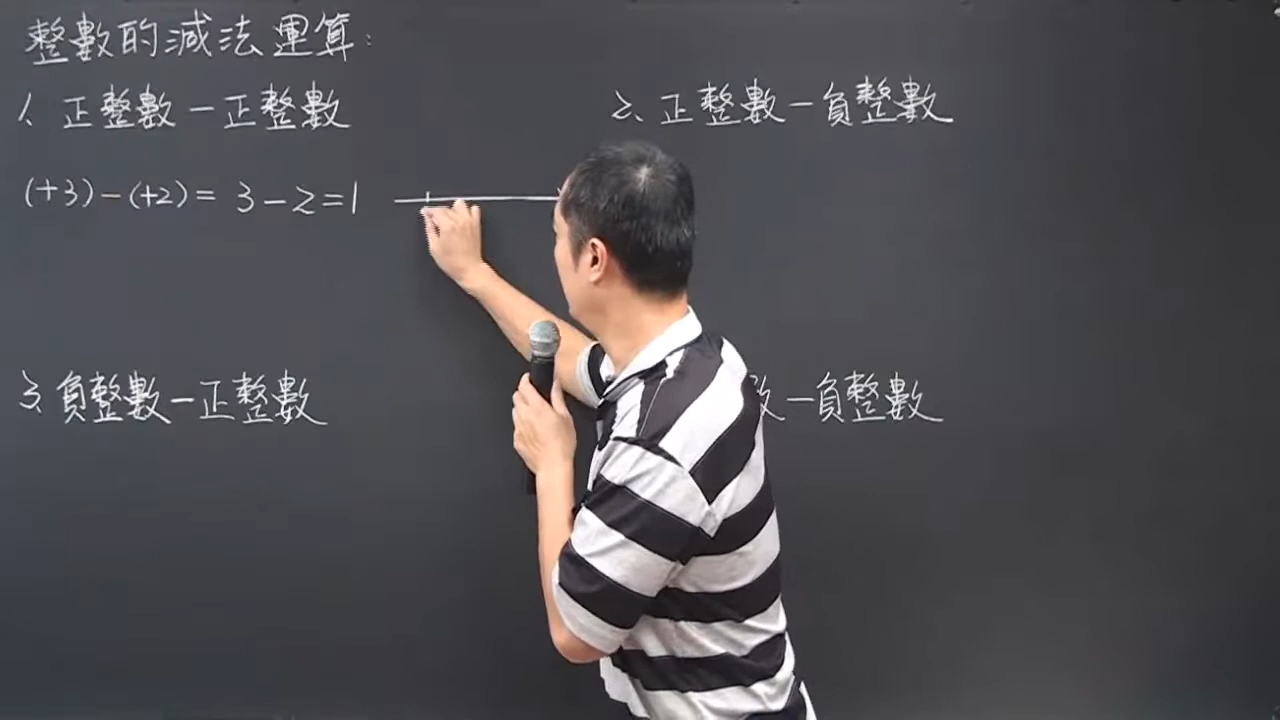 整數的減法運算:
1、正整數－正整數
(+3)－(+2)= 3－2=1
2、正整數－負整數
3、負整數－正整數
數－負整數